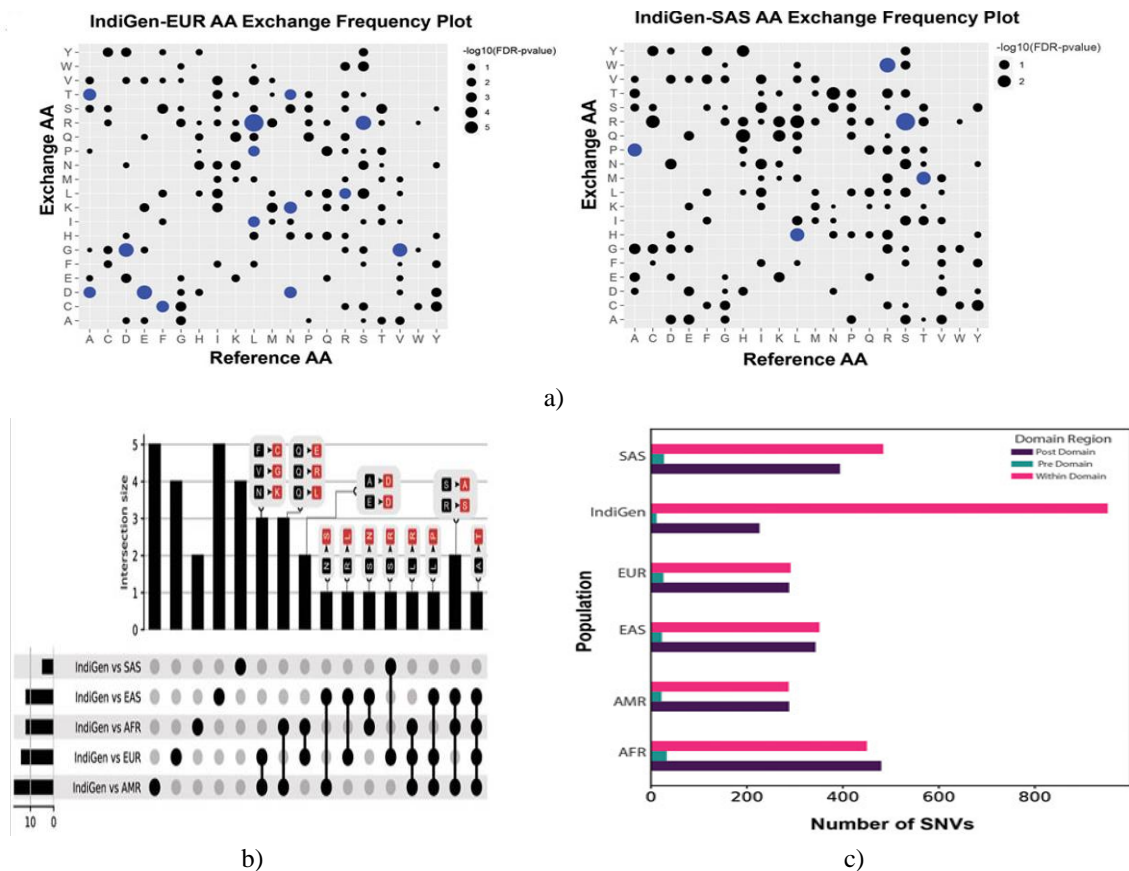 IndiGen-EUR AA Exchange Frequency Plot
-log10(FDR-pvalue)
1
2
3
4
5
Exchange AA
Y
W
V
T
S
R
Q
P
N
M
L
K
I
H
G
F
E
D
C
A
A C D E F G H I K L M N P Q R S T V W Y
Reference AA
IndiGen-SAS AA Exchange Frequency Plot
-log10(FDR-pvalue)
1
2
Exchange AA
Y
W
V
T
S
R
Q
P
N
M
L
K
I
H
G
F
E
D
C
A
A C D E F G H I K L M N P Q R S T V W Y
Reference AA
a)
Intersection size
5
4
3
2
1
0
F C
V G
N K
Q E
Q R
Q L
A D
E D
S A
R S
S L N R R P T
N R S S L L A
IndiGen vs SAS
IndiGen vs EAS
IndiGen vs AFR
IndiGen vs EUR
IndiGen vs AMR
10 0
b)
Domain Region
Post Domain
Pre Domain
Within Domain
Population
SAS
IndiGen
EUR
EAS
AMR
AFR
0 200 400 600 800
Number of SNVs
c)